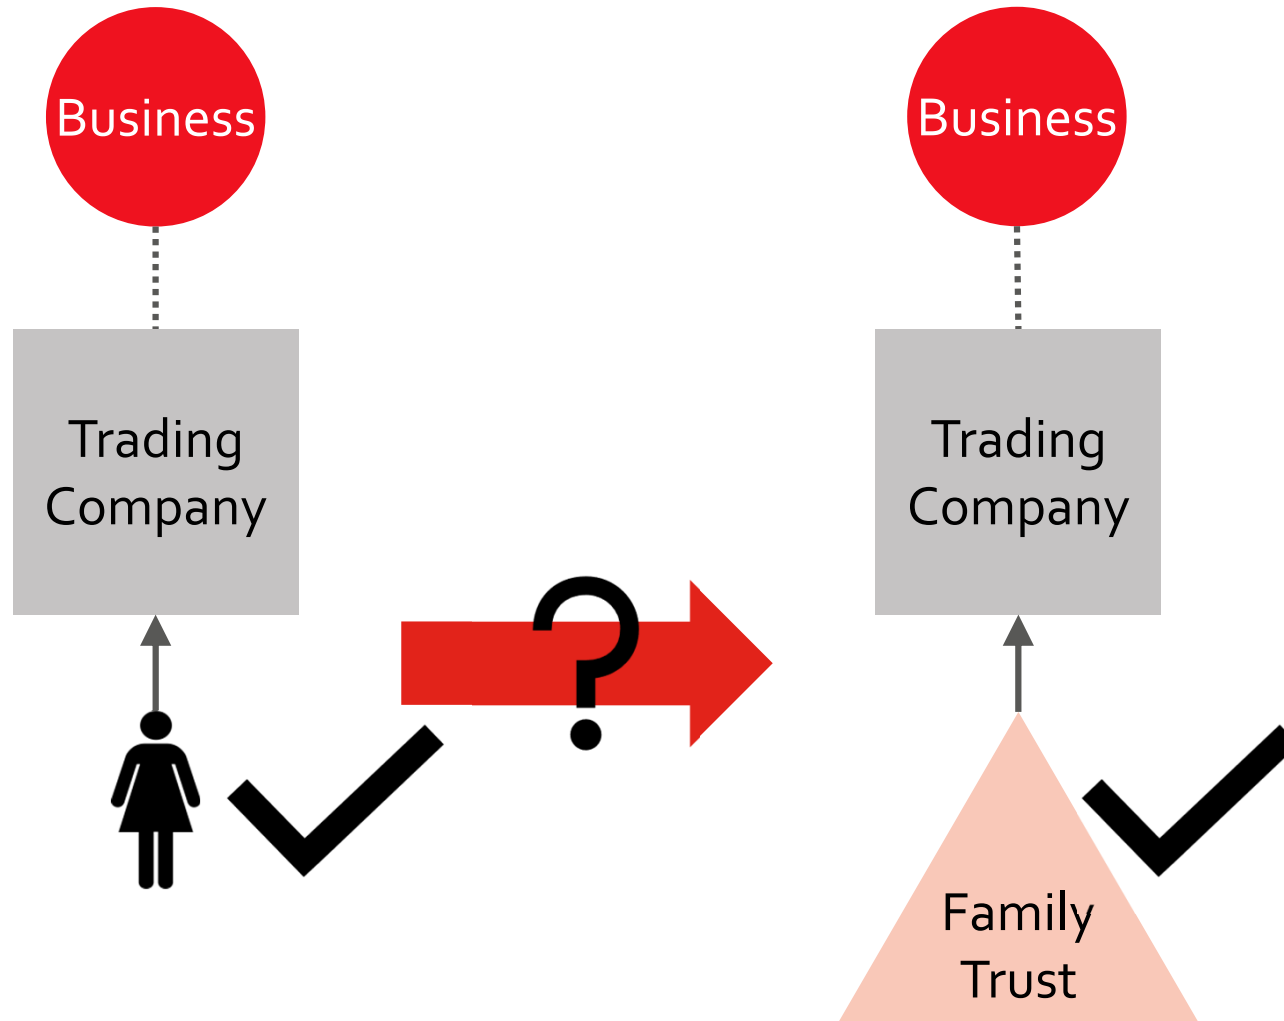 Business
Business
Trading
Company
Trading
Company
?
Family
Trust